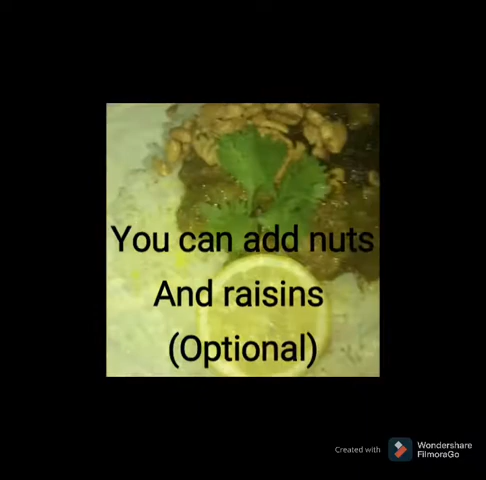 You can add nuts
And raisins
(Optional)
Created with
Wondershare
FilmoraGo